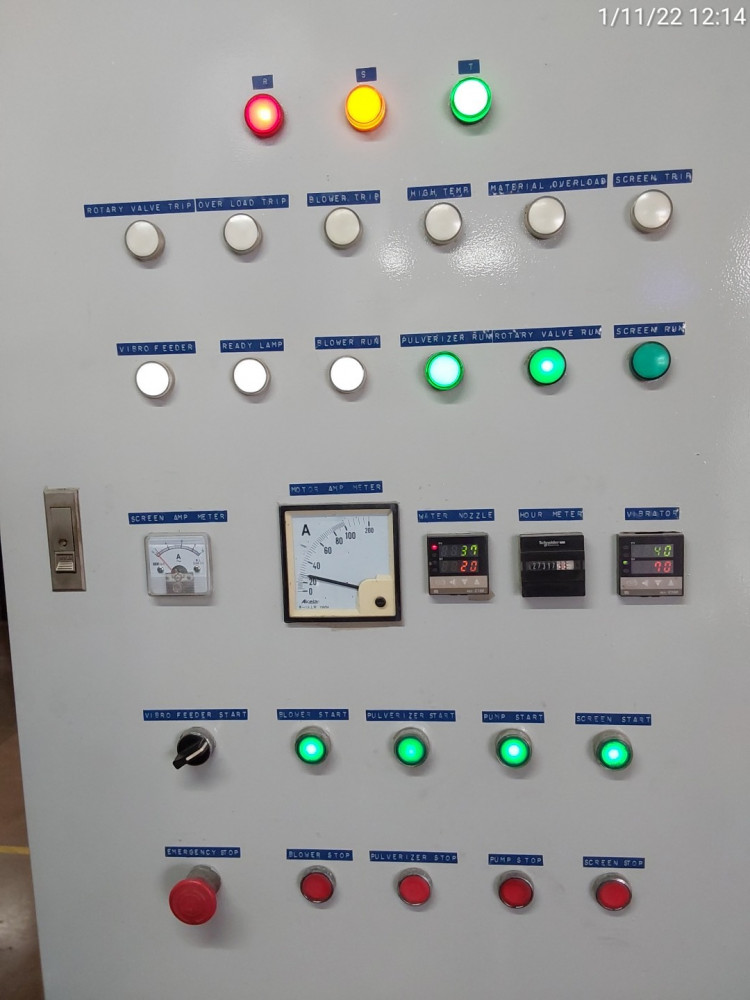 1/11/22 12:14
R S T
ROTARY VALVE TRIP OVER LOAD TRIP BLOWER TRIP HIGH TEMP MATERIAL OVERLOAD SCREEN TRIP
VIBRO FEEDER READY LAMP BLOWER RUN PULVERIZER RUN ROTARY VALVE RUN SCREEN RUN
SCREEN AMP METER MOTOR AMP METER WATER NOZZLE HOUR METER VIBRATOR
A
A
0 20 40 60 80 100 200
37
20
Schneider
40
70
VIBRO FEEDER START BLOWER START PULVERIZER START PUMP START SCREEN START
EMERGENCY STOP BLOWER STOP PULVERIZER STOP PUMP STOP SCREEN STOP